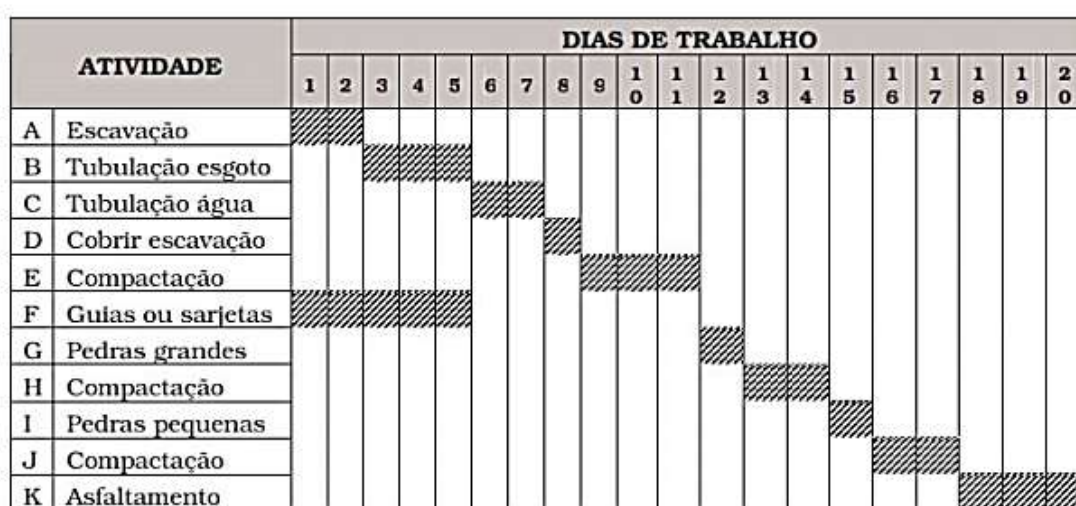 DIAS DE TRABALHO
ATIVIDADE
1 2 3 4 5 6 7 8 9 10 11 12 13 14 15 16 17 18 19 20
A Escavação
B Tubulação esgoto
C Tubulação água
D Cobrir escavação
E Compactação
F Guias ou sarjetas
G Pedras grandes
H Compactação
I Pedras pequenas
J Compactação
K Asfaltamento